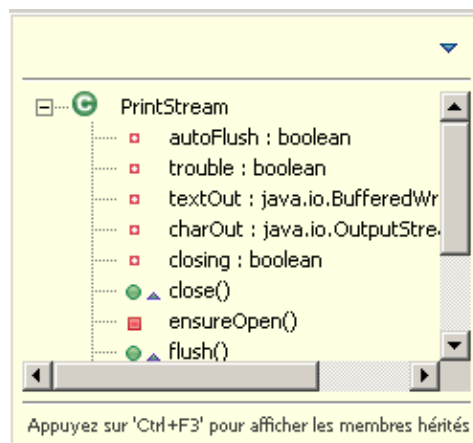 PrintStream
autoFlush : boolean
trouble : boolean
textOut : java.io.BufferedWr
charOut : java.io.OutputStre
closing : boolean
close()
ensureOpen()
flush()
Appuyez sur 'Ctrl+F3' pour afficher les membres hérités